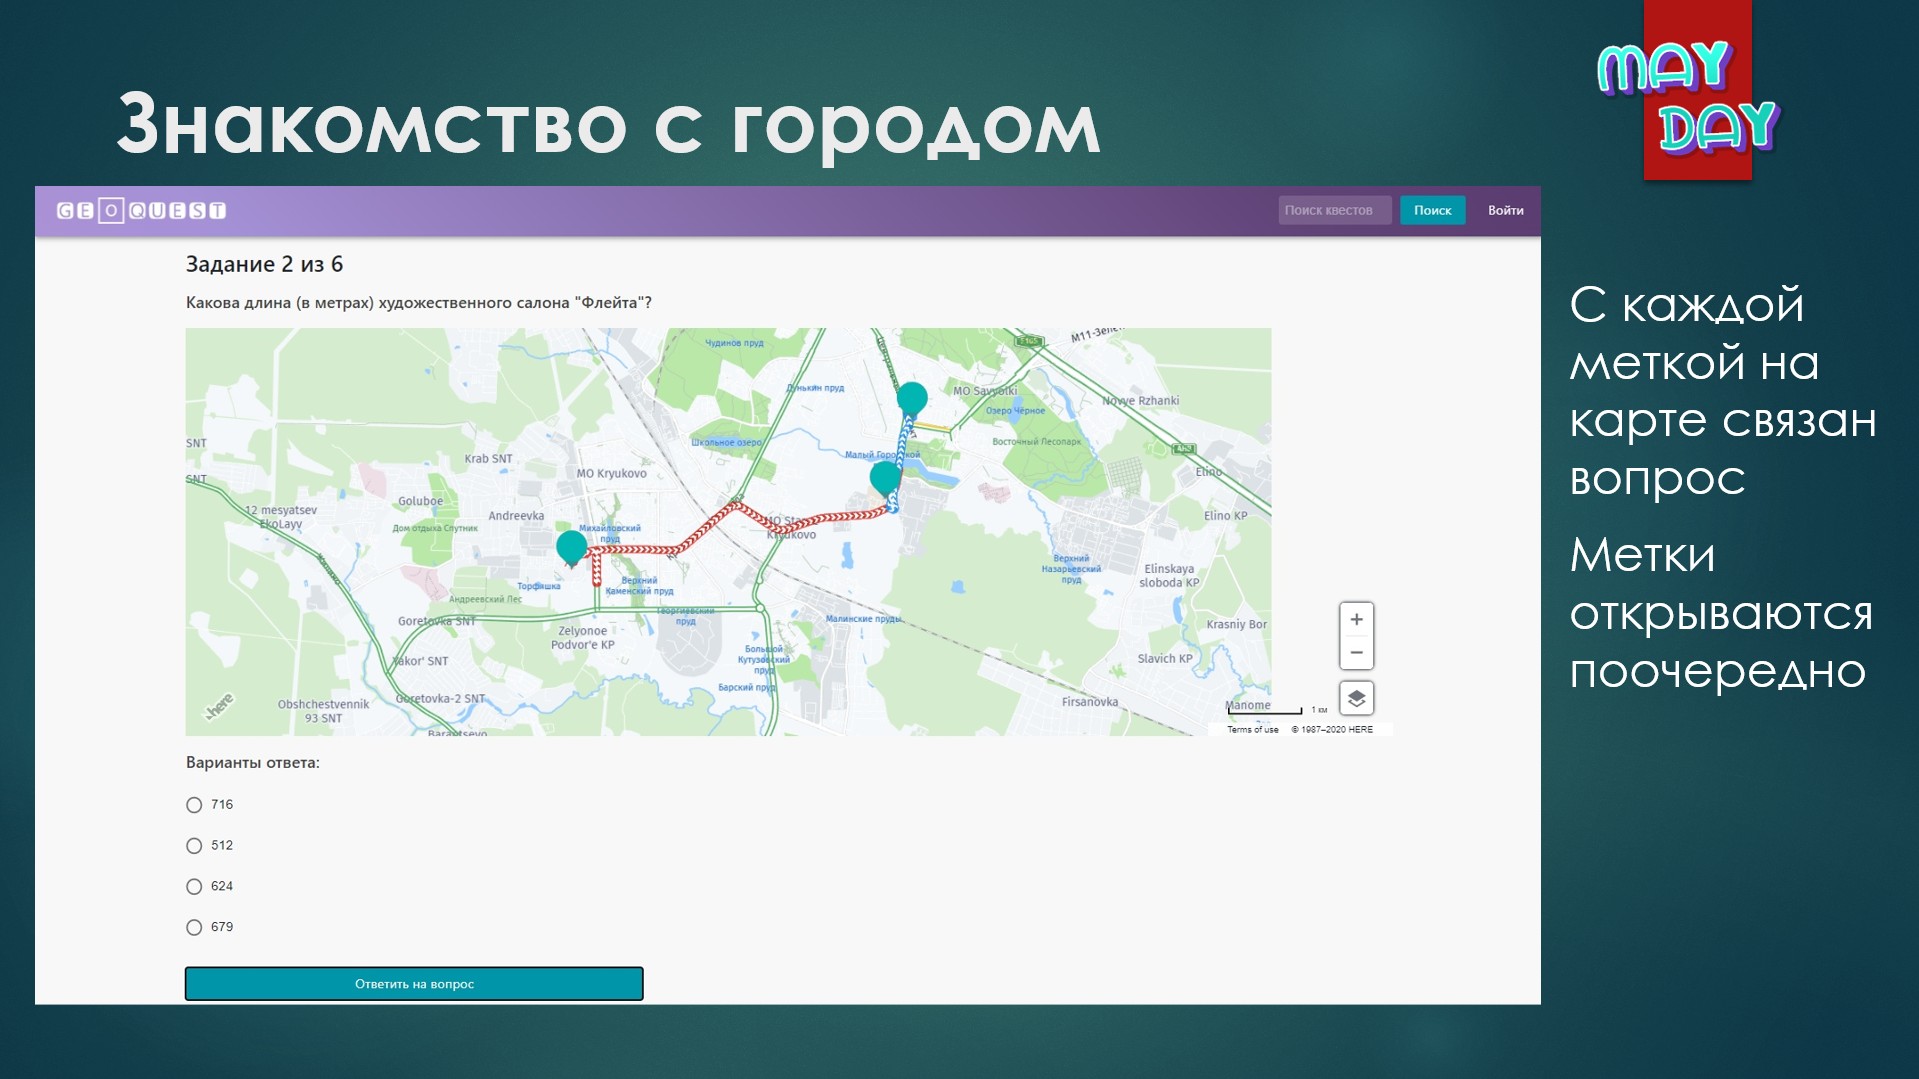 Знакомство с городом
MAY
DAY
GEOQUEST
Поиск квестов
Поиск
Войти
Задание 2 из 6
Какова длина (в метрах) художественного салона "Флейта"?
Чудинов пруд
M11-Зелен
E105
Дунькин пруд
MO Savyolki
Озеро Чёрное
Novye Rzhanki
SNT
Школьное озеро
Восточный Лесопарк
Малый Городской
Krab SNT
MO Kryukovo
Elino
SNT
Goluboe
12 mesyatsev
EkoLayv
Andreevka
Дом отдыха Спутник
Михайловский
пруд
MO Staroe
Kryukovo
Elino KP
Верхний
Назарьевский
пруд
Elinskaya
sloboda KP
Торфяшка
Верхний
Каменский пруд
Андреевский Лес
Goretovka SNT
Георгиевский
пруд
Малинские пруды
Krasniy Bor
Zelyonoe
Podvor'e KP
Yakor' SNT
Большой
Кутузовский
пруд
Slavich KP
Барский пруд
Goretovka-2 SNT
Obshchestvennik
93 SNT
Firsanovka
Manome
here
Barantsevo
+
−
1 км
Terms of use © 1987–2020 HERE
Варианты ответа:
716
512
624
679
Ответить на вопрос
С каждой
меткой на
карте связан
вопрос
Метки
открываются
поочередно